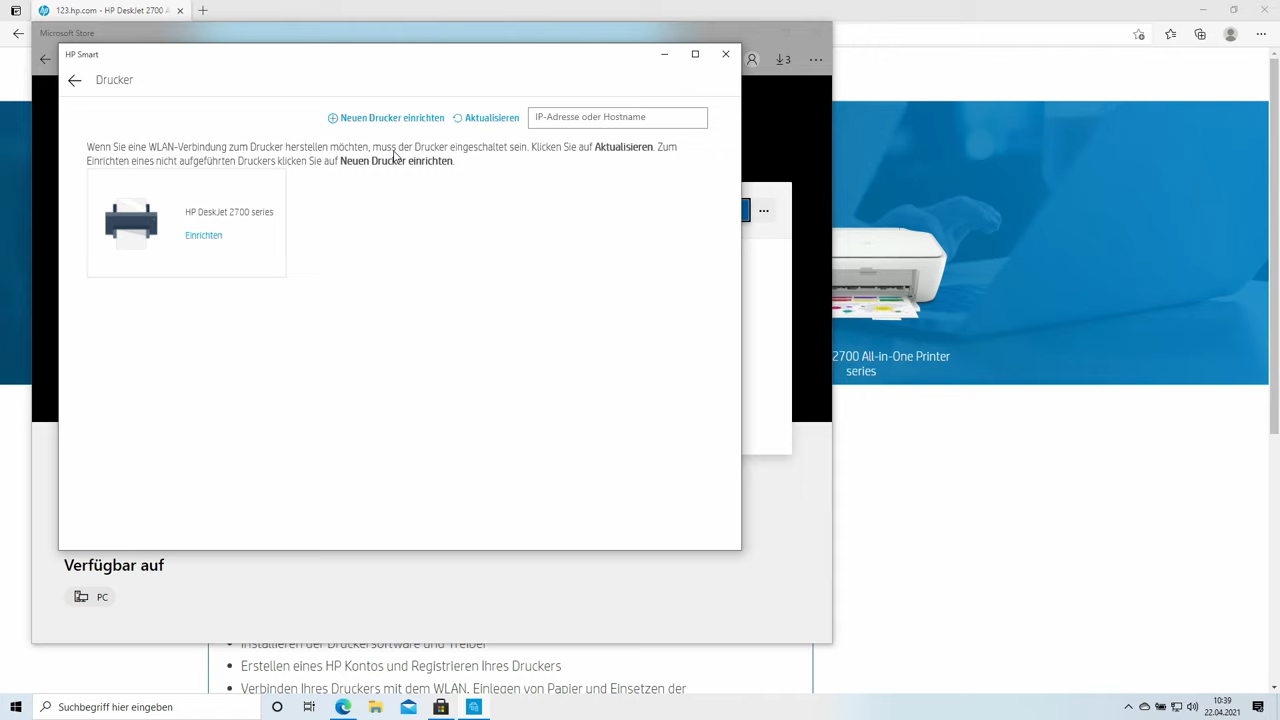 123.hp.com - HP DeskJet 2700 A
Microsoft Store
HP Smart
3
Drucker
Neuen Drucker einrichten
Aktualisieren
IP-Adresse oder Hostname
Wenn Sie eine WLAN-Verbindung zum Drucker herstellen möchten, muss der Drucker eingeschaltet sein. Klicken Sie auf Aktualisieren. Zum
Einrichten eines nicht aufgeführten Druckers klicken Sie auf Neuen Drucker einrichten.
HP DeskJet 2700 series
Einrichten
2700 All-in-One Printer
series
Verfügbar auf
PC
Installieren der Druckersoftware und Treiber
Erstellen eines HP Kontos und Registrieren Ihres Druckers
Verbinden Ihres Druckers mit dem WLAN, Einlegen von Papier und Einsetzen der
Suchbegriff hier eingeben
10:39
22.04.2021